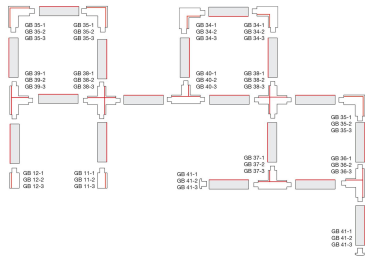 GB 35-1
GB 35-2
GB 35-3
GB 35-1
GB 35-2
GB 35-3
GB 34-1
GB 34-2
GB 34-3
GB 34-1
GB 34-2
GB 34-3
GB 39-1
GB 39-2
GB 39-3
GB 38-1
GB 38-2
GB 38-3
GB 40-1
GB 40-2
GB 40-3
GB 38-1
GB 38-2
GB 38-3
GB 35-1
GB 35-2
GB 35-3
GB 12-1
GB 12-2
GB 12-3
GB 11-1
GB 11-2
GB 11-3
GB 41-1
GB 41-2
GB 41-3
GB 37-1
GB 37-2
GB 37-3
GB 36-1
GB 36-2
GB 36-3
GB 41-1
GB 41-2
GB 41-3